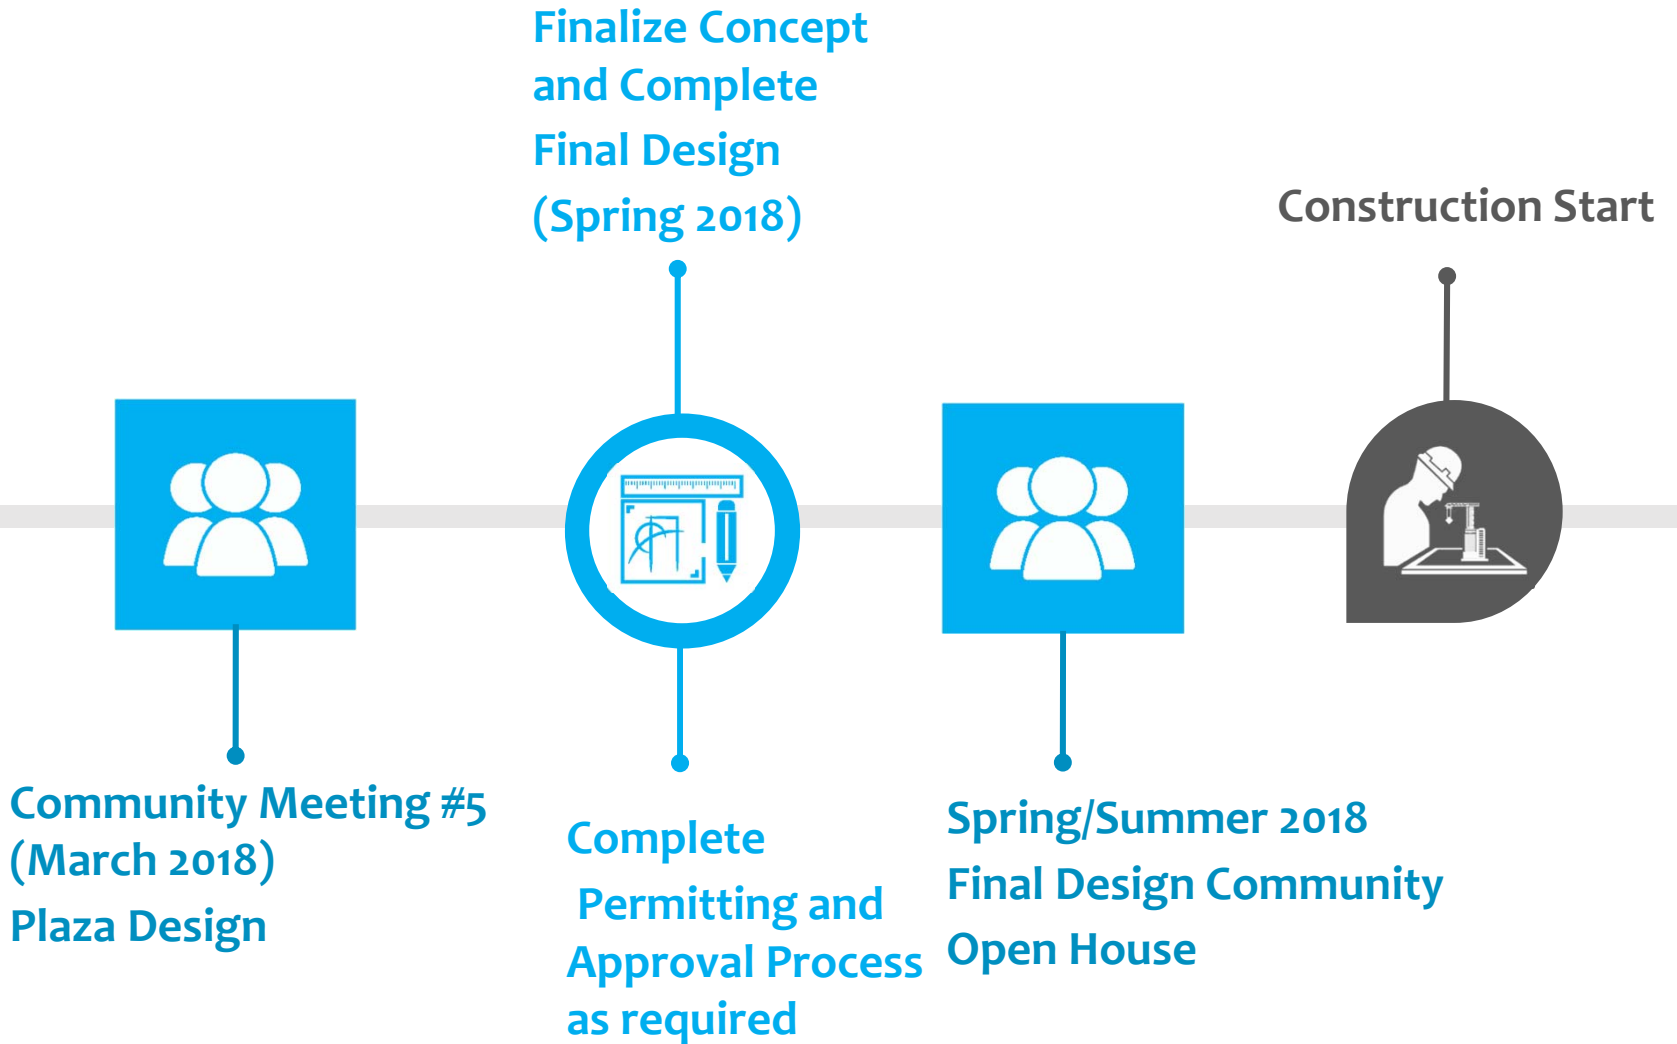 Finalize Concept
and Complete
Final Design
(Spring 2018)
Construction Start
Community Meeting #5
(March 2018)
Plaza Design
Complete
Permitting and
Approval Process
as required
Spring/Summer 2018
Final Design Community
Open House